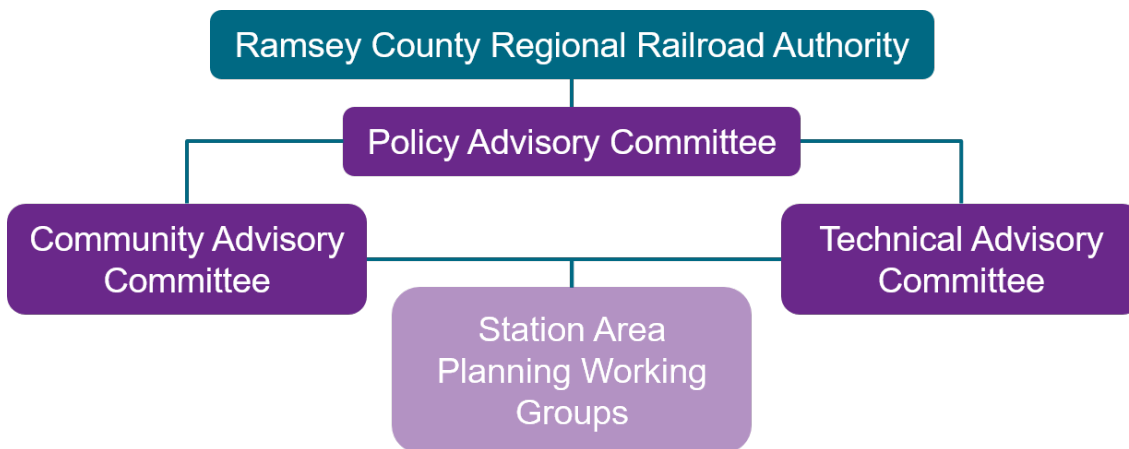 Ramsey County Regional Railroad Authority
Policy Advisory Committee
Community Advisory
Committee
Technical Advisory
Committee
Station Area
Planning Working
Groups